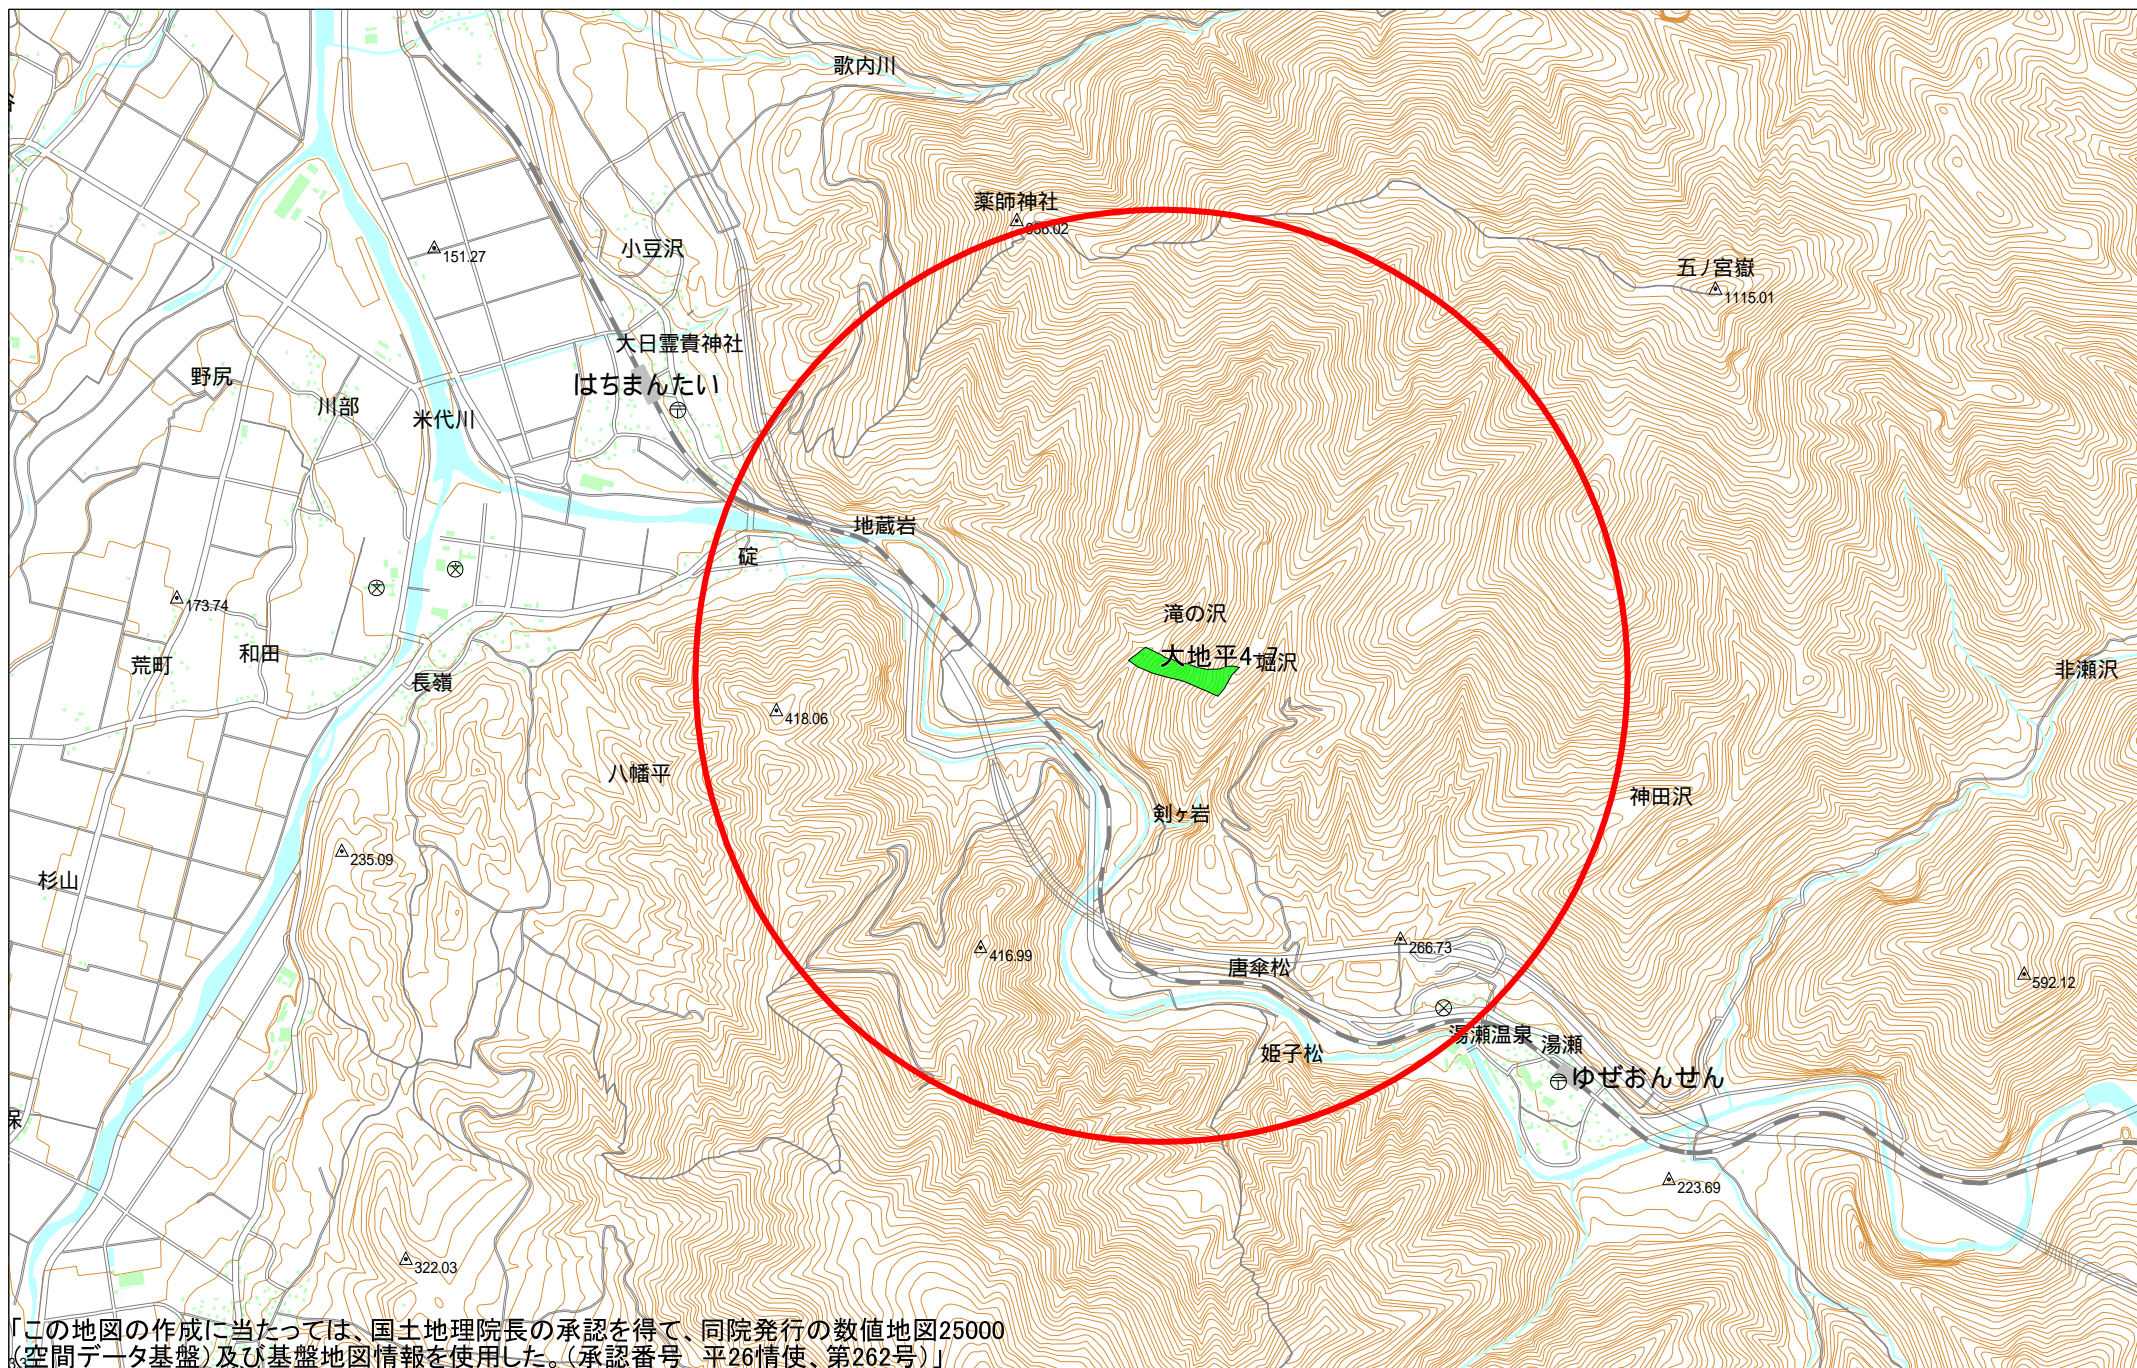 歌内川
薬師神社
小豆沢
151.27
五ノ宮嶽
1115.01
大日霊貴神社
はちまんたい
野尻
川部
米代川
地蔵岩
碇
173.74
滝の沢
荒町
和田
大地平4-7
堀沢
非瀬沢
長嶺
418.06
八幡平
神田沢
剣ヶ岩
235.09
杉山
416.99
266.73
唐傘松
592.12
湯瀬温泉
湯瀬
姫子松
ゆぜおんせん
保
223.69
322.03
「この地図の作成に当たっては、国土地理院長の承認を得て、同院発行の数値地図25000
（空間データ基盤）及び基盤地図情報を使用した。（承認番号　平26情使、第262号）」